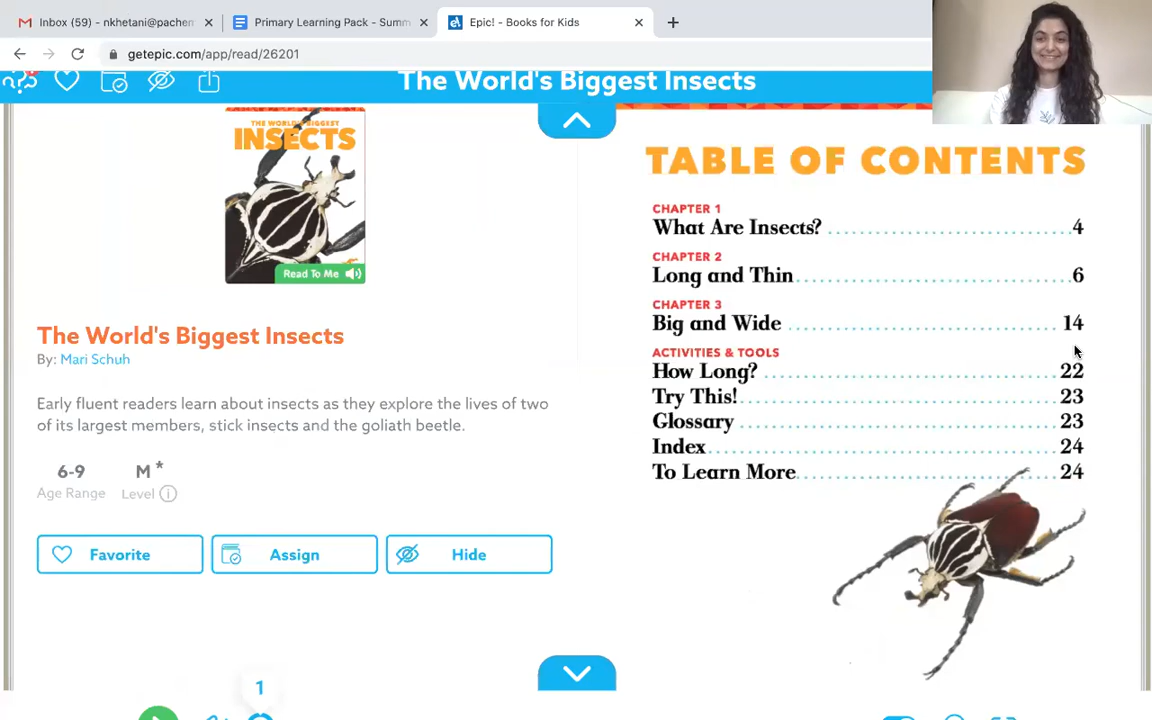 Inbox (59) - nkhetani@pachem
Primary Learning Pack - Summ
Epic! - Books for Kids
getepic.com/app/read/26201
The World's Biggest Insects
THE WORLD'S BIGGEST
INSECTS
Read To Me
The World's Biggest Insects
By: Mari Schuh
Early fluent readers learn about insects as they explore the lives of two
of its largest members, stick insects and the goliath beetle.
6-9
Age Range
M *
Level
Favorite
Assign
Hide
1
TABLE OF CONTENTS
CHAPTER 1
What Are Insects? 4
CHAPTER 2
Long and Thin 6
CHAPTER 3
Big and Wide 14
ACTIVITIES & TOOLS
How Long? 22
Try This! 23
Glossary 23
Index 24
To Learn More 24